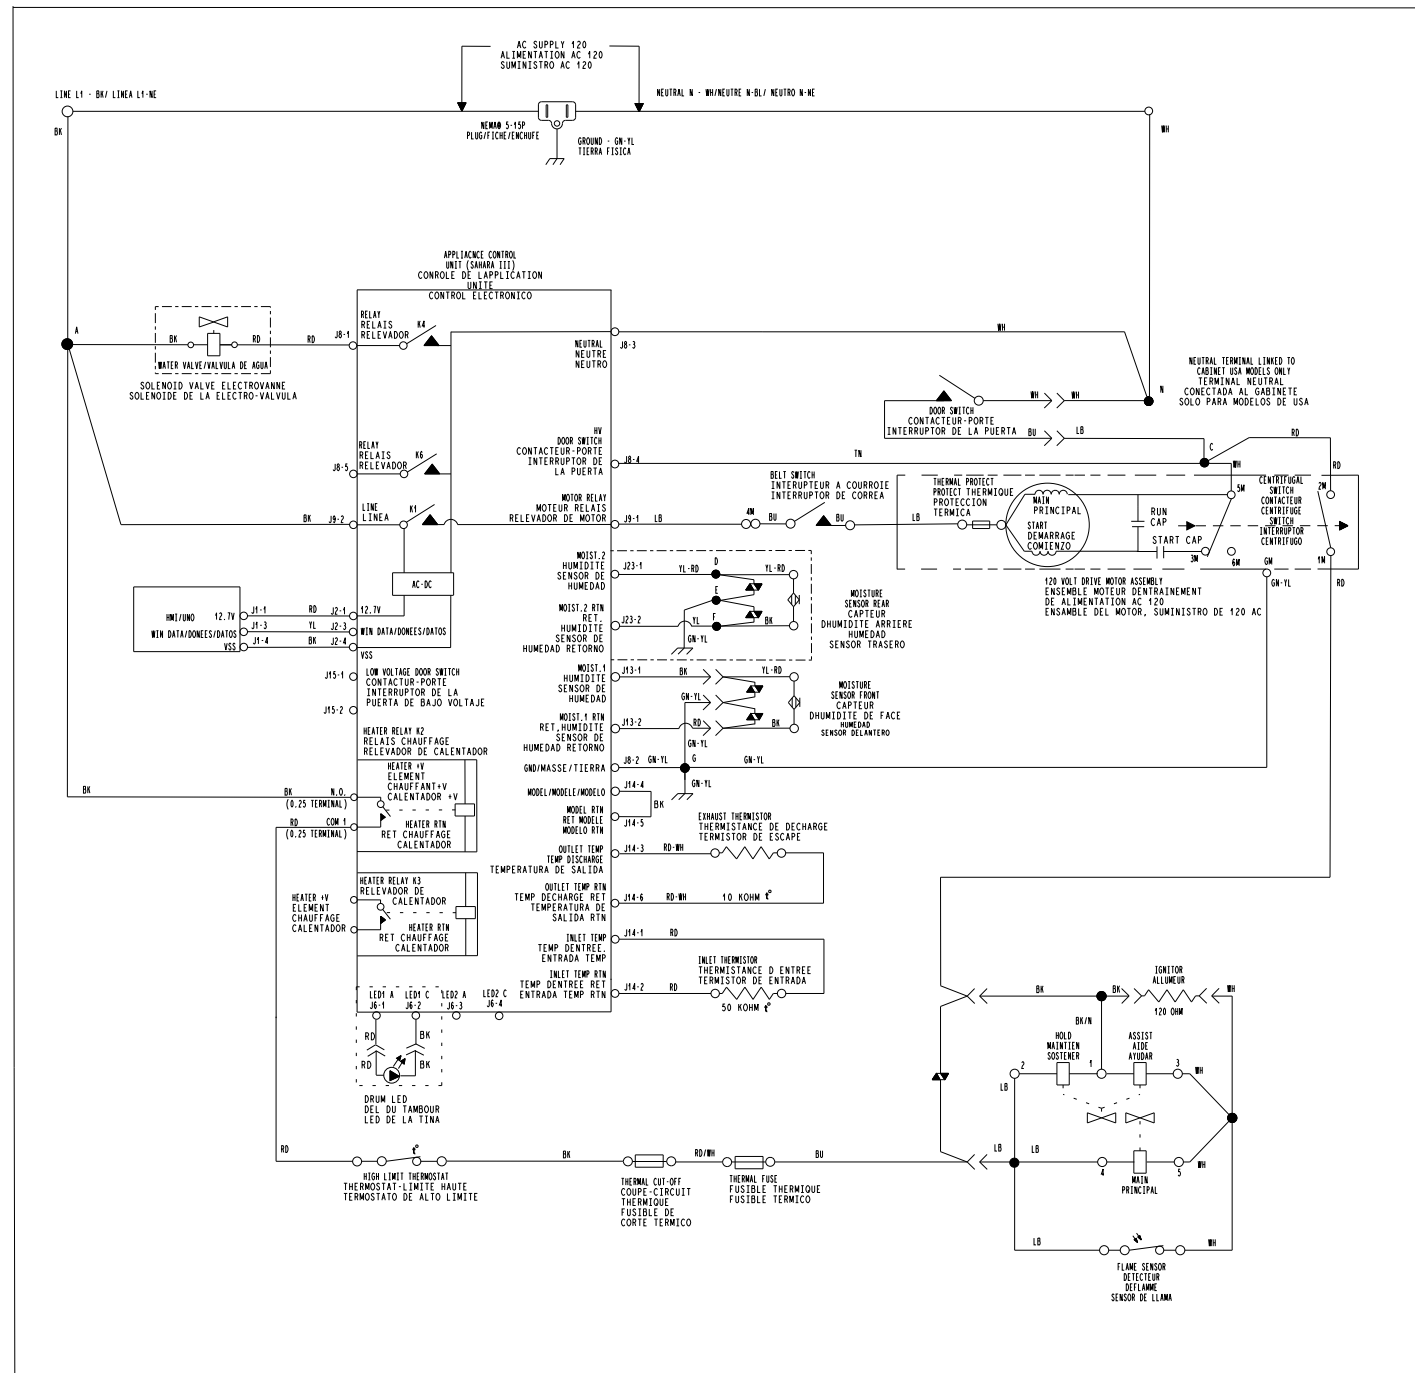 AC SUPPLY 120
ALIMENTATION AC 120
SUMINISTRO AC 120
LINE L1 - BK/ LINEA L1-NE
NEUTRAL N - WH/NEUTRE N-BL/ NEUTRO N-NE
BK
NEMA® 5-15P
PLUG/FICHE/ENCHUFE
GROUND - GN-YL
TIERRA FISICA
WH
APPLIACNCE CONTROL
UNIT (SAHARA III)
CONROLE DE LAPPLICATION
UNITE
CONTROL ELECTRONICO
A
BK
RD
RD
J8-1
WATER VALVE/VALVULA DE AGUA
SOLENOID VALVE ELECTROVANNE
SOLENOIDE DE LA ELECTRO-VALVULA
RELAY
RELAIS
RELEVADOR
K4
NEUTRAL
NEUTRE
NEUTRO
J8-3
WH
NEUTRAL TERMINAL LINKED TO
CABINET USA MODELS ONLY
TERMINAL NEUTRAL
CONECTADA AL GABINETE
SOLO PARA MODELOS DE USA
N
WH
WH
DOOR SWITCH
CONTACTEUR-PORTE
INTERRUPTOR DE LA PUERTA
BU
LB
C
RD
RELAY
RELAIS
RELEVADOR
K6
J8-5
HV
DOOR SWITCH
CONTACTEUR-PORTE
INTERRUPTOR DE
LA PUERTA
J8-4
TN
WH
RD
BELT SWITCH
INTERUPTEUR A COURROIE
INTERRUPTOR DE CORREA
THERMAL PROTECT
PROTECT THERMIQUE
PROTECCION
TERMICA
MAIN
PRINCIPAL
START
DEMARRAGE
COMIENZO
RUN
CAP
START CAP
5M
CENTRIFUGAL
SWITCH
CONTACTEUR
CENTRIFUGE
SWITCH
INTERRUPTOR
CENTRIFUGO
2M
3M
6M
1M
GM
GN-YL
RD
BK
J9-2
LINE
LINEA
K1
MOTOR RELAY
MOTEUR RELAIS
RELEVADOR DE MOTOR
J9-1
LB
4M
BU
BU
LB
120 VOLT DRIVE MOTOR ASSEMBLY
ENSEMBLE MOTEUR DENTRAINEMENT
DE ALIMENTATION AC 120
ENSAMBLE DEL MOTOR, SUMINISTRO DE 120 AC
AC-DC
MOIST.2
HUMIDITE
SENSOR DE
HUMEDAD
J23-1
YL-RD
D
YL-RD
E
MOIST.2 RTN
RET.
HUMIDITE
SENSOR DE
HUMEDAD RETORNO
J23-2
YL
F
BK
GN-YL
MOISTURE
SENSOR REAR
CAPTEUR
DHUMIDITE ARRIERE
HUMEDAD
SENSOR TRASERO
HMI/UNO
12.7V
J1-1
RD
J2-1
12.7V
WIN DATA/DONEES/DATOS
J1-3
YL
J2-3
WIN DATA/DONEES/DATOS
VSS
J1-4
BK
J2-4
VSS
J15-1
J15-2
LOW VOLTAGE DOOR SWITCH
CONTACTUR-PORTE
INTERRUPTOR DE LA
PUERTA DE BAJO VOLTAJE
MOIST.1
HUMIDITE
SENSOR DE
HUMEDAD
J13-1
BK
YL-RD
GN-YL
MOIST.1 RTN
RET,HUMIDITE
SENSOR DE
HUMEDAD RETORNO
J13-2
RD
BK
GN-YL
MOISTURE
SENSOR FRONT
CAPTEUR
DHUMIDITE DE FACE
HUMEDAD
SENSOR DELANTERO
HEATER RELAY K2
RELAIS CHAUFFAGE
RELEVADOR DE CALENTADOR
HEATER +V
ELEMENT
CHAUFFANT+V
CALENTADOR +V
HEATER RTN
RET CHAUFFAGE
CALENTADOR
GND/MASSE/TIERRA
J8-2
GN-YL
G
GN-YL
GN-YL
MODEL/MODELE/MODELO
J14-4
BK
MODEL RTN
RET MODELE
MODELO RTN
J14-5
BK
BK
N.O.
(0.25 TERMINAL)
RD
COM 1
(0.25 TERMINAL)
EXHAUST THERMISTOR
THERMISTANCE DE DECHARGE
TERMISTOR DE ESCAPE
OUTLET TEMP
TEMP DISCHARGE
TEMPERATURA DE SALIDA
J14-3
RD-WH
OUTLET TEMP RTN
TEMP DECHARGE RET
TEMPERATURA DE
SALIDA RTN
J14-6
RD-WH
10 KOHM t°
HEATER RELAY K3
RELEVADOR DE
CALENTADOR
HEATER +V
ELEMENT
CHAUFFAGE
CALENTADOR
HEATER RTN
RET CHAUFFAGE
CALENTADOR
INLET TEMP
TEMP DENTREE.
ENTRADA TEMP
J14-1
RD
INLET THERMISTOR
THERMISTANCE D ENTREE
TERMISTOR DE ENTRADA
INLET TEMP RTN
TEMP DENTREE RET
ENTRADA TEMP RTN
J14-2
RD
50 KOHM t°
LED1 A
J6-1
LED1 C
J6-2
LED2 A
J6-3
LED2 C
J6-4
RD
BK
RD
BK
DRUM LED
DEL DU TAMBOUR
LED DE LA TINA
IGNITOR
ALLUMEUR
BK
BK
WH
120 OHM
BK/N
HOLD
MAINTIEN
SOSTENER
ASSIST
AIDE
AYUDAR
2
1
3
LB
WH
RD
t°
HIGH LIMIT THERMOSTAT
THERMOSTAT-LIMITE HAUTE
TERMOSTATO DE ALTO LIMITE
BK
RD/WH
BU
THERMAL CUT-OFF
COUPE-CIRCUIT
THERMIQUE
FUSIBLE DE
CORTE TERMICO
THERMAL FUSE
FUSIBLE THERMIQUE
FUSIBLE TERMICO
LB
LB
4
5
WH
MAIN
PRINCIPAL
LB
WH
FLAME SENSOR
DETECTEUR
DEFLAMME
SENSOR DE LLAMA